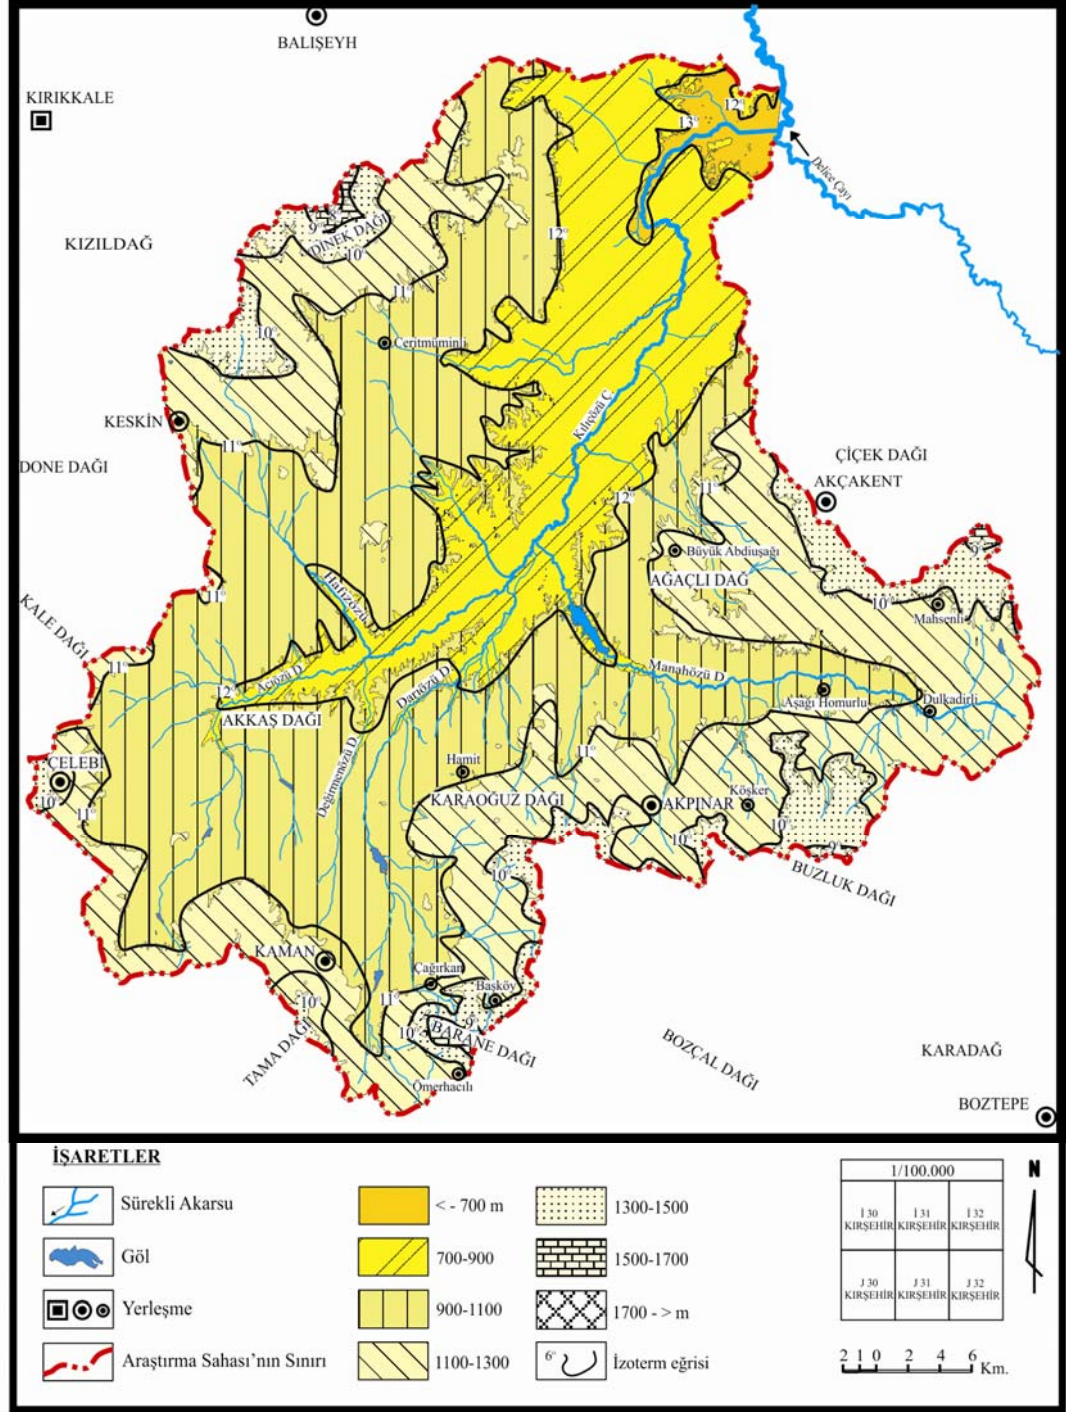 BALIŞEYH
KIRIKKALE
12°
13°
Delice Çayı
8°
9°
DİNEK DAĞI
KIZILDAĞ
12°
10°
11°
10°
Ceritmüminli
KESKİN
Kılıçözü Ç
11°
DONE DAĞI
ÇİÇEK DAĞI
AKÇAKENT
11°
12°
Büyük Abdiuşağı
9°
AĞAÇLI DAĞ
Hafızözü
11°
10°
Mahsenli
KALE DAĞI
11°
Manahözü D
Acıözü D
Darıözü D
12°
Aşağı Homurlu
Dulkadirli
AKKAŞ DAĞI
ÇELEBİ
Hamit
11°
Değirmenözü D
10°
11°
KARAOĞUZ DAĞI
AKPINAR
Köşker
10°
10°
9°
10°
BUZLUK DAĞI
KAMAN
Çağırkan
Başköy
10°
11°
9°
10°
BARANE DAĞI
TAMA DAĞI
BOZÇAL DAĞI
KARADAĞ
Ömerhacılı
BOZTEPE
İŞARETLER
Sürekli Akarsu
Göl
Yerleşme
Araştırma Sahası’nın Sınırı
< - 700 m
700-900
900-1100
1100-1300
1300-1500
1500-1700
1700 - > m
6°
İzoterm eğrisi
1/100.000
İ 30 KIRŞEHİR
İ 31 KIRŞEHİR
İ 32 KIRŞEHİR
J 30 KIRŞEHİR
J 31 KIRŞEHİR
J 32 KIRŞEHİR
N
2 1 0 2 4 6 Km.